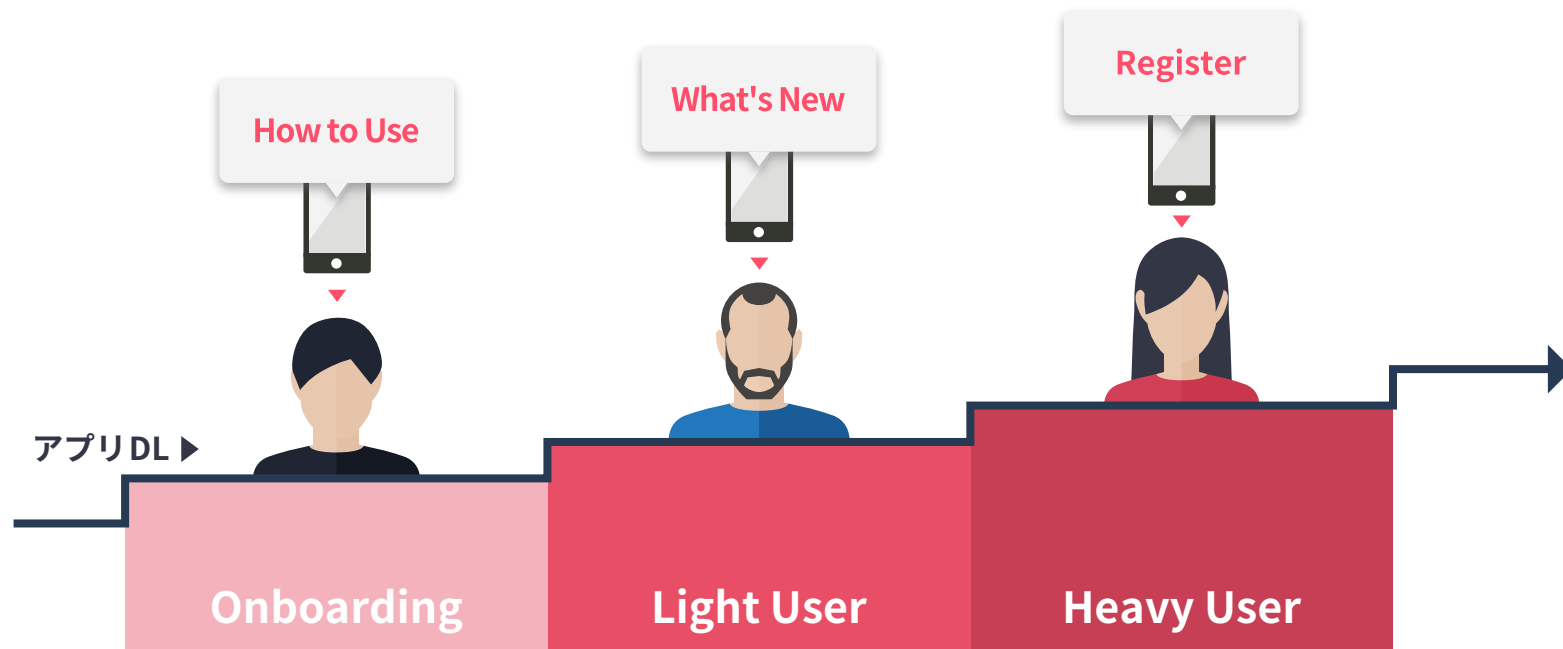 How to Use
What's New
Register
アプリDL
Onboarding
Light User
Heavy User